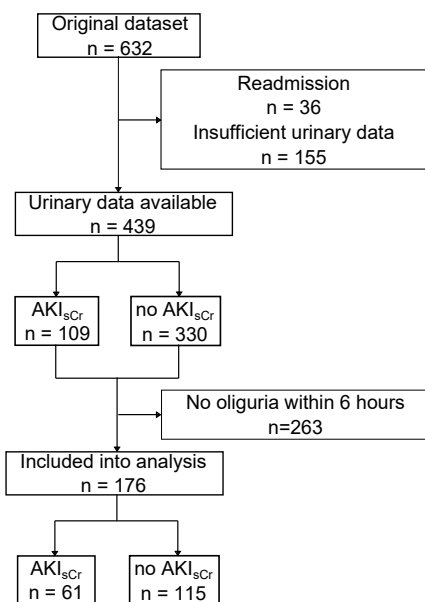 Original dataset
n = 632
Readmission
n = 36
Insufficient urinary data
n = 155
Urinary data available
n = 439
AKIsCr
n = 109
no AKIsCr
n = 330
No oliguria within 6 hours
n=263
Included into analysis
n = 176
AKIsCr
n = 61
no AKIsCr
n = 115